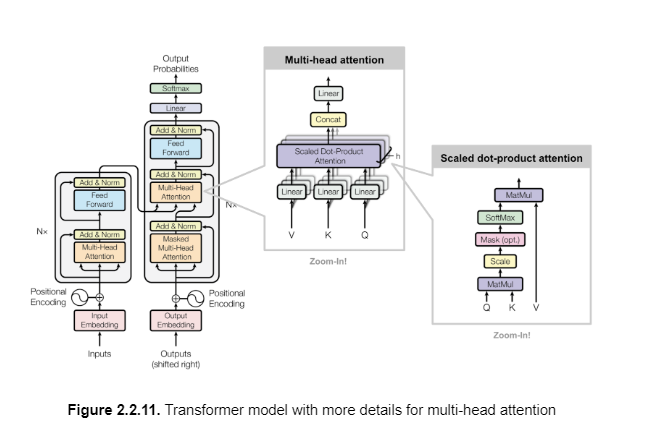 Output
Probabilities
Softmax
Linear
Add & Norm
Feed
Forward
Add & Norm
Multi-Head
Attention
Add & Norm
Masked
Multi-Head
Attention
Nx
Positional
Encoding
Output
Embedding
Outputs
(shifted right)
Add & Norm
Feed
Forward
Nx
Add & Norm
Multi-Head
Attention
Positional
Encoding
Input
Embedding
Inputs
Multi-head attention
Linear
Concat
Scaled Dot-Product
Attention
h
Linear Linear Linear
V K Q
Zoom-In!
Scaled dot-product attention
MatMul
SoftMax
Mask (opt.)
Scale
MatMul
Q K V
Zoom-In!
Figure 2.2.11. Transformer model with more details for multi-head attention